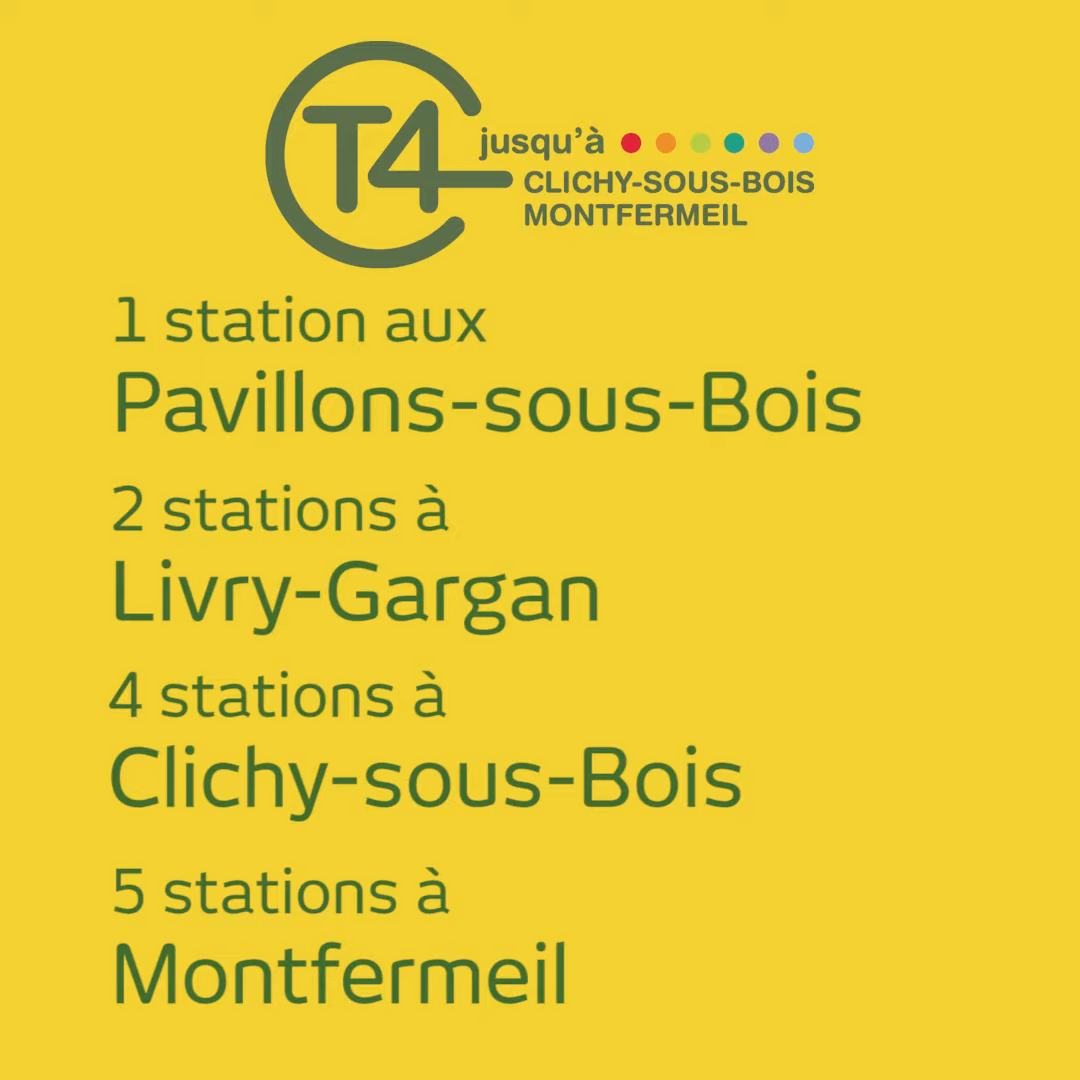 T4
jusqu'à
CLICHY-SOUS-BOIS
MONTFERMEIL
1 station aux
Pavillons-sous-Bois
2 stations à
Livry-Gargan
4 stations à
Clichy-sous-Bois
5 stations à
Montfermeil